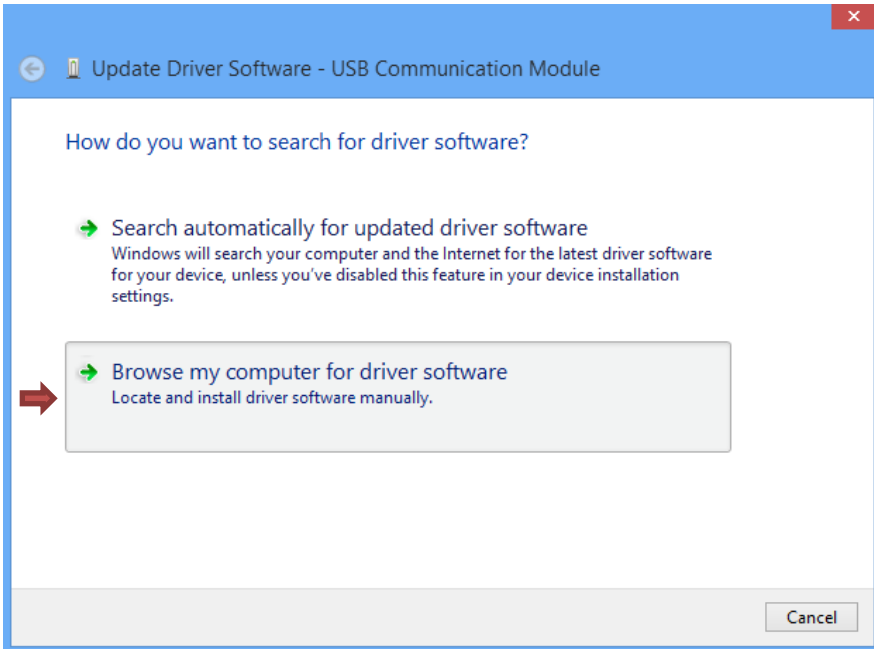 Update Driver Software - USB Communication Module
How do you want to search for driver software?
Search automatically for updated driver software
Windows will search your computer and the Internet for the latest driver software
for your device, unless you've disabled this feature in your device installation
settings.
Browse my computer for driver software
Locate and install driver software manually.
Cancel